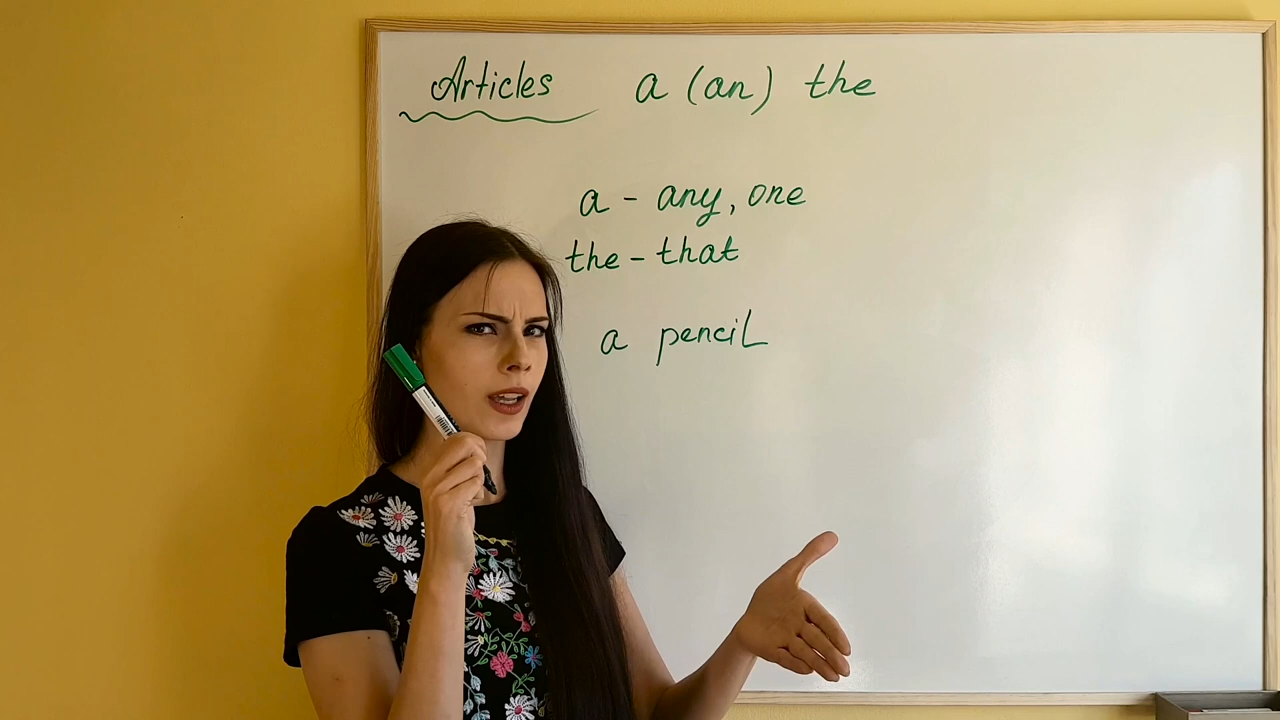 Articles a (an) the
a - any, one
the - that
a pencil